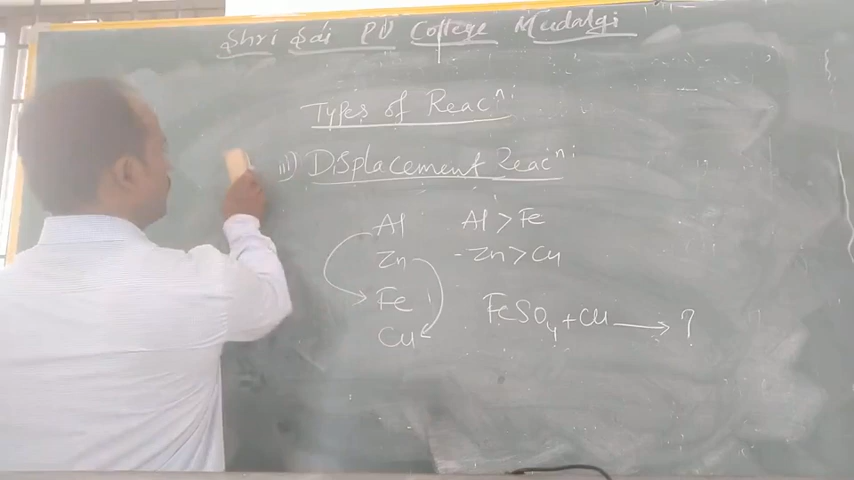 Shri Sai PU College Mudalgi
Types of Reacⁿ:
iii) Displacement Reacⁿ:
Al Al > Fe
Zn Zn > Cu
Fe FeSO₄ + Cu ⟶ ?
Cu